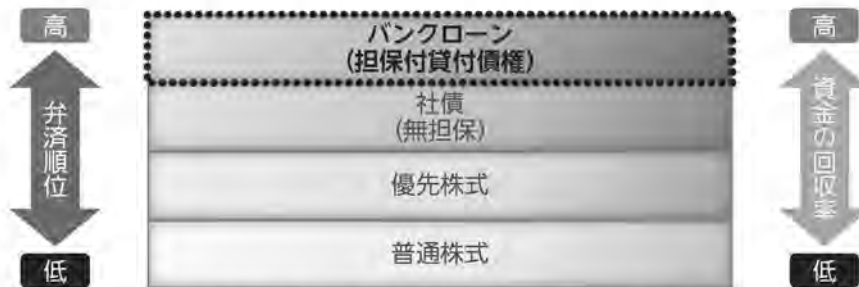 高
弁済順位
低
バンクローン
(担保付貸付債権)
社債
(無担保)
優先株式
普通株式
高
資金の回収率
低